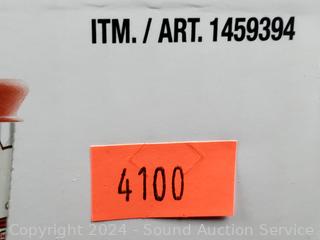 ITM. / ART. 1459394
4100
Copyright 2024 - Sound Auction Service